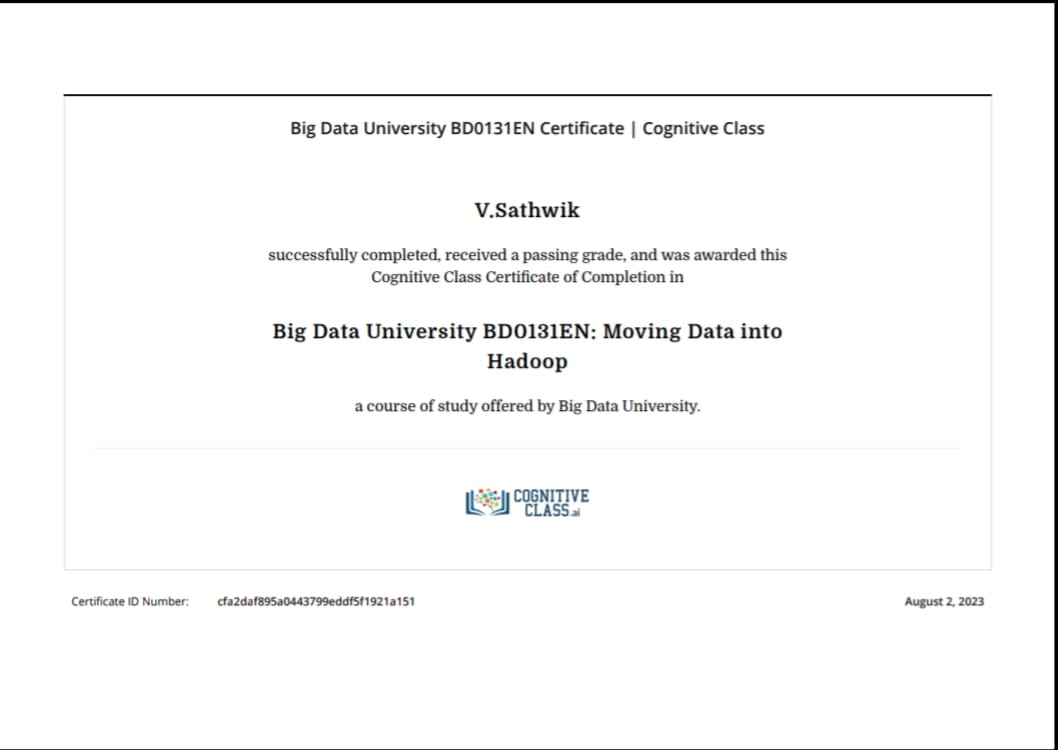 Big Data University BD0131EN Certificate | Cognitive Class
V.Sathwik
successfully completed, received a passing grade, and was awarded this
Cognitive Class Certificate of Completion in
Big Data University BD0131EN: Moving Data into
Hadoop
a course of study offered by Big Data University.
COGNITIVE
CLASS.ai
Certificate ID Number: cfa2daf895a0443799eddf5f1921a151
August 2, 2023